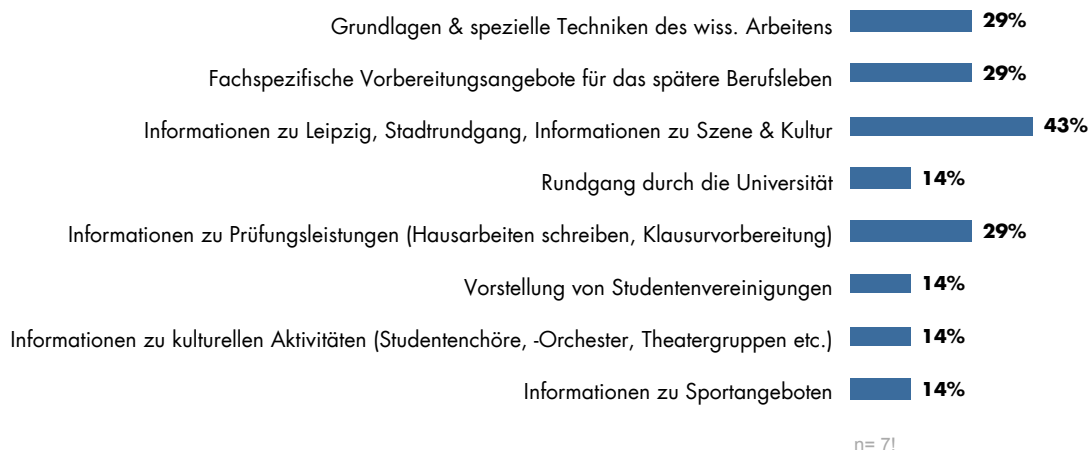 Grundlagen & spezielle Techniken des wiss. Arbeitens 29%
Fachspezifische Vorbereitungsangebote für das spätere Berufsleben 29%
Informationen zu Leipzig, Stadtrundgang, Informationen zu Szene & Kultur 43%
Rundgang durch die Universität 14%
Informationen zu Prüfungsleistungen (Hausarbeiten schreiben, Klausurvorbereitung) 29%
Vorstellung von Studentenvereinigungen 14%
Informationen zu kulturellen Aktivitäten (Studentenchöre, -Orchester, Theatergruppen etc.) 14%
Informationen zu Sportangeboten 14%
n= 7!